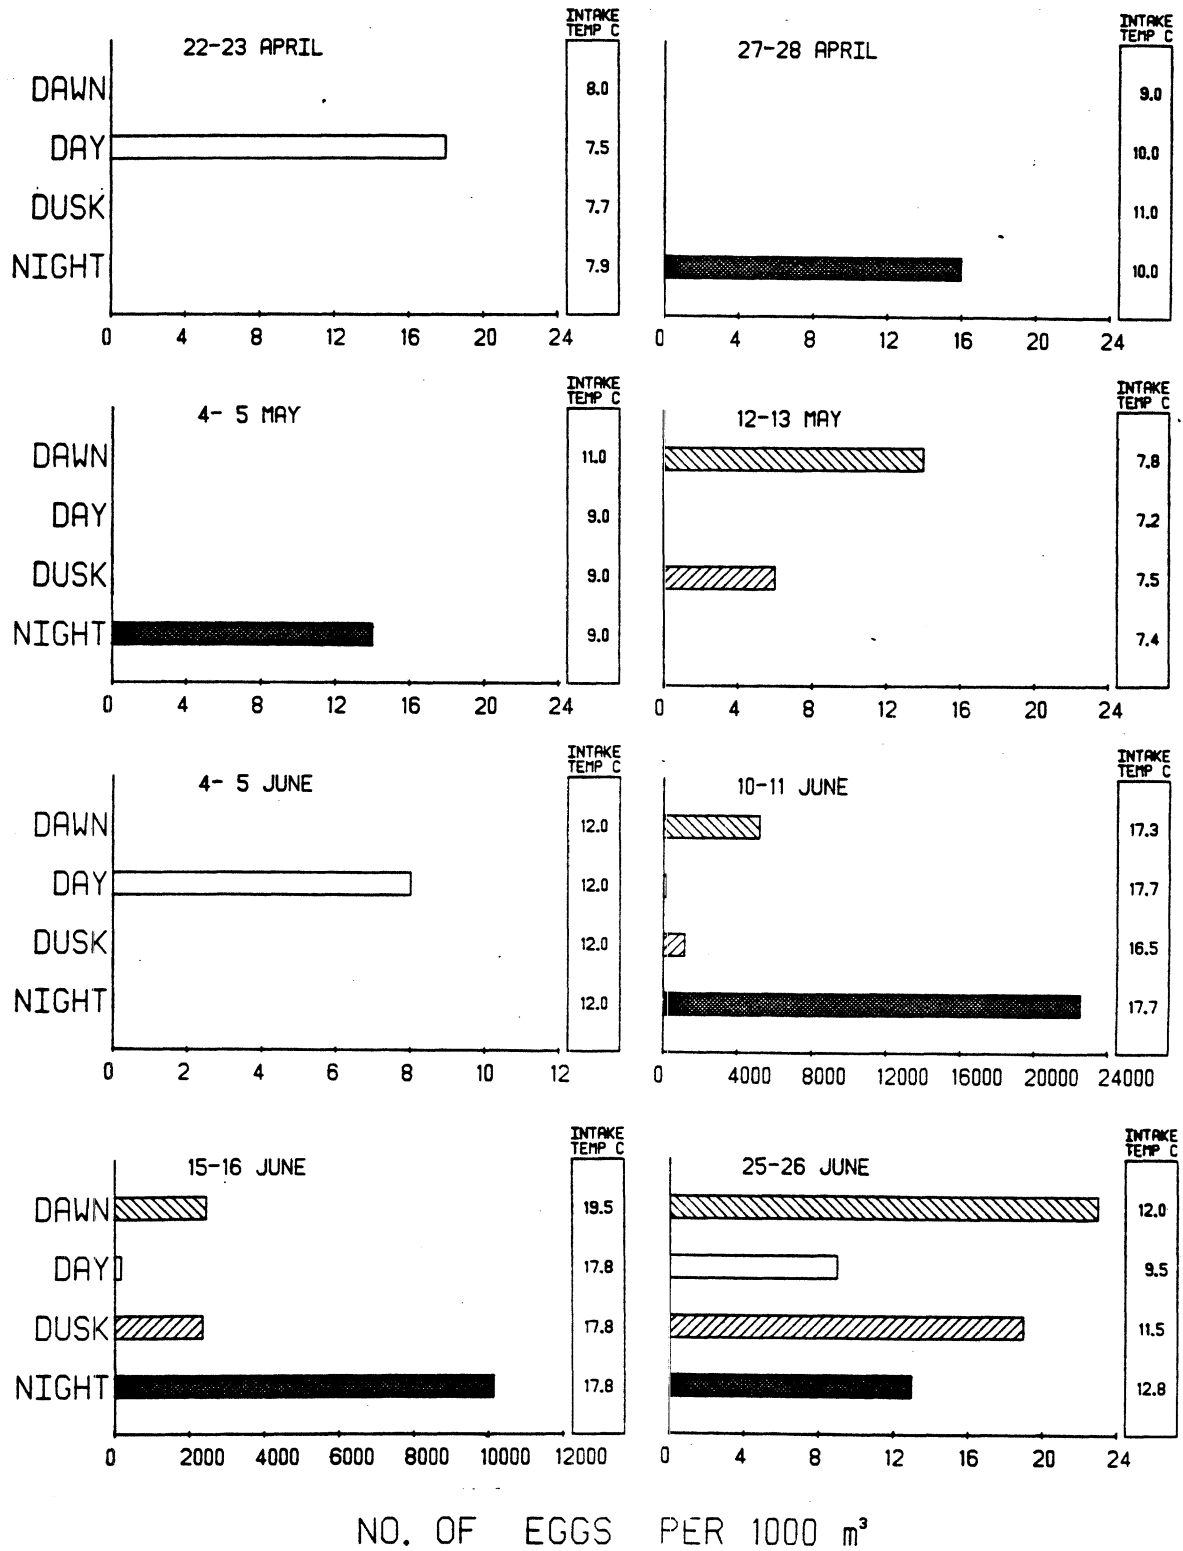 INTAKE
TEMP C
22-23 APRIL
DAWN 8.0
DAY 7.5
DUSK 7.7
NIGHT 7.9
0 4 8 12 16 20 24
INTAKE
TEMP C
27-28 APRIL
9.0
10.0
11.0
10.0
0 4 8 12 16 20 24
INTAKE
TEMP C
4- 5 MAY
DAWN 11.0
DAY 9.0
DUSK 9.0
NIGHT 9.0
0 4 8 12 16 20 24
INTAKE
TEMP C
12-13 MAY
7.8
7.2
7.5
7.4
0 4 8 12 16 20 24
INTAKE
TEMP C
4- 5 JUNE
DAWN 12.0
DAY 12.0
DUSK 12.0
NIGHT 12.0
0 2 4 6 8 10 12
INTAKE
TEMP C
10-11 JUNE
17.3
17.7
16.5
17.7
0 4000 8000 12000 16000 20000 24000
INTAKE
TEMP C
15-16 JUNE
DAWN 19.5
DAY 17.8
DUSK 17.8
NIGHT 17.8
0 2000 4000 6000 8000 10000 12000
INTAKE
TEMP C
25-26 JUNE
12.0
9.5
11.5
12.8
0 4 8 12 16 20 24
NO. OF EGGS PER 1000 m³